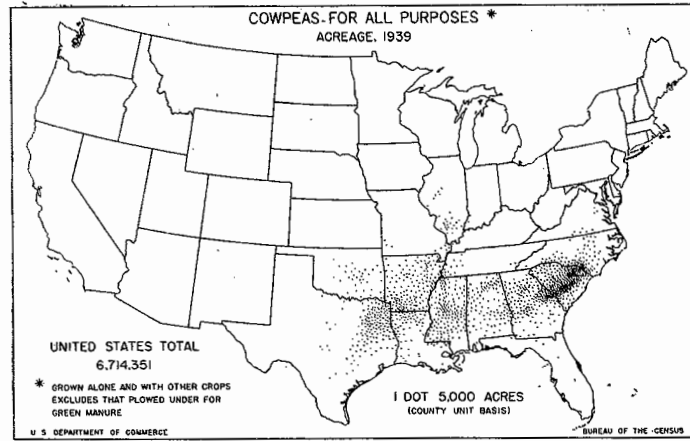 COWPEAS-FOR ALL PURPOSES *
ACREAGE, 1939
UNITED STATES TOTAL
6,714,351
* GROWN ALONE AND WITH OTHER CROPS
EXCLUDES THAT PLOWED UNDER FOR
GREEN MANURE
1 DOT 5,000 ACRES
(COUNTY UNIT BASIS)
U S DEPARTMENT OF COMMERCE
BUREAU OF THE CENSUS